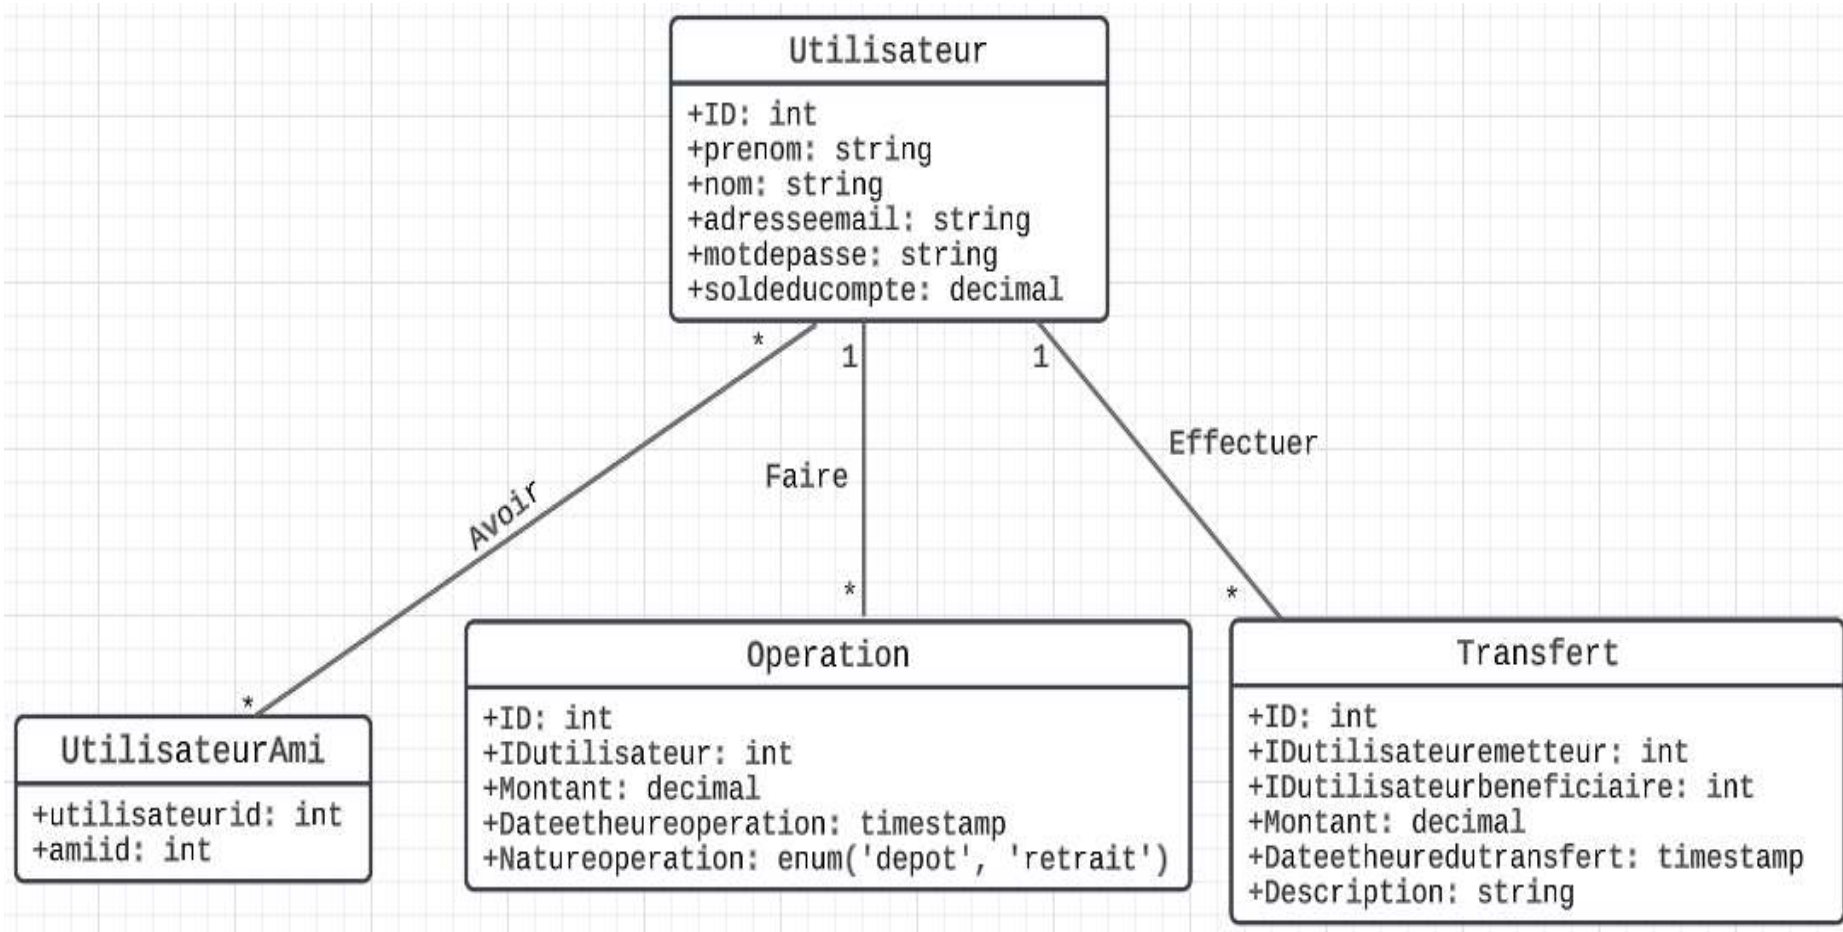 Utilisateur
+ID: int
+prenom: string
+nom: string
+adresseemail: string
+motdepasse: string
+soldeducompte: decimal
*
1
1
Avoir
Faire
Effectuer
*
*
*
UtilisateurAmi
+utilisateurid: int
+amiid: int
Operation
+ID: int
+IDutilisateur: int
+Montant: decimal
+Dateetheureoperation: timestamp
+Natureoperation: enum('depot', 'retrait')
Transfert
+ID: int
+IDutilisateuremetteur: int
+IDutilisateurbeneficiaire: int
+Montant: decimal
+Dateetheuredutransfert: timestamp
+Description: string